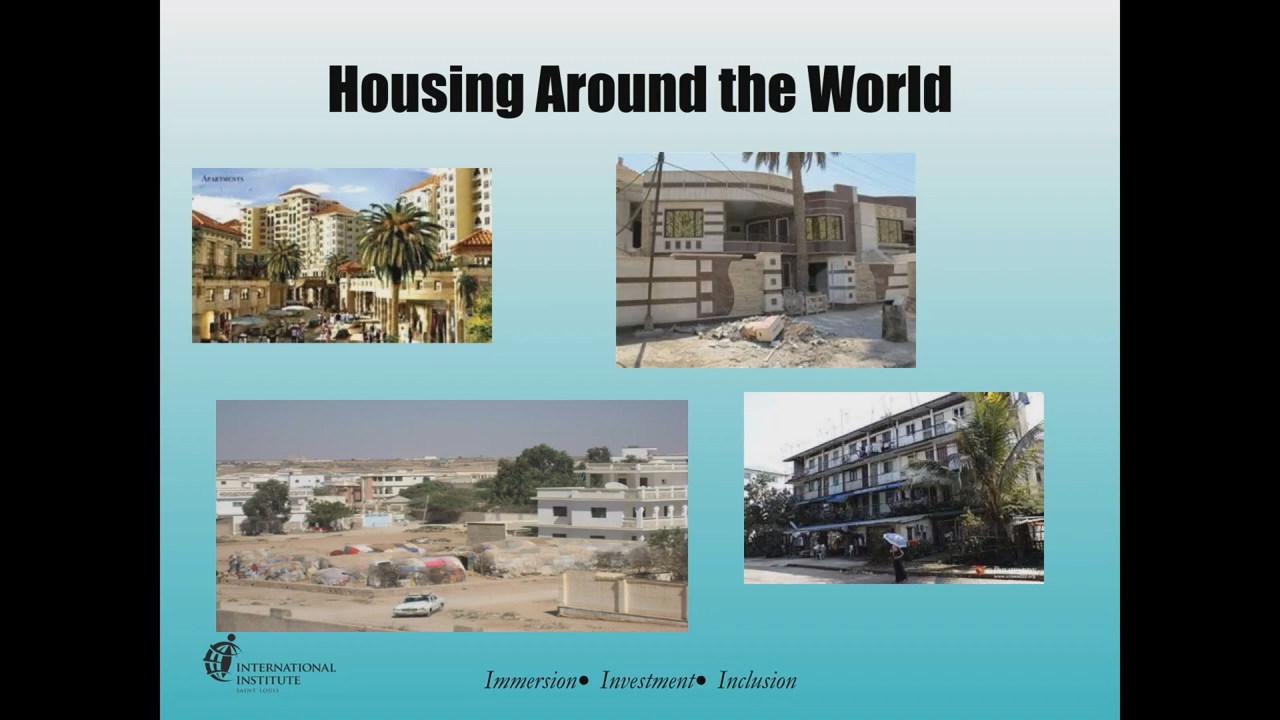 Housing Around the World
APARTMENTS
INTERNATIONAL
INSTITUTE
SAINT LOUIS
Immersion● Investment● Inclusion